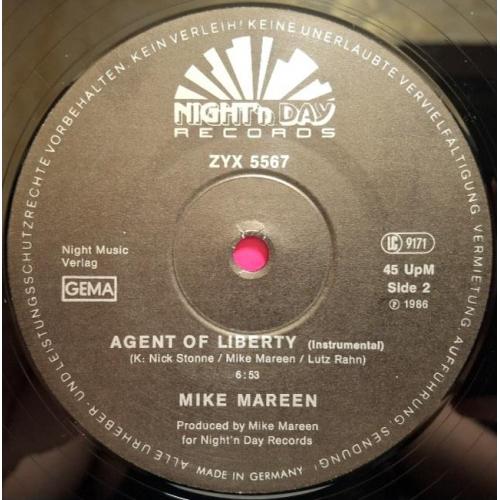 ALLE URHEBER- UND LEISTUNGSSCHUTZRECHTE VORBEHALTEN. KEIN VERLEIH! KEINE UNERLAUBTE VERVIELFÄLTIGUNG, VERMIETUNG, AUFFÜHRUNG, SENDUNG!
NIGHT'n DAY
RECORDS
ZYX 5567
Night Music
Verlag
GEMA
LC 9171
45 UpM
Side 2
℗ 1986
AGENT OF LIBERTY (Instrumental)
(K: Nick Stonne / Mike Mareen / Lutz Rahn)
6:53
MIKE MAREEN
Produced by Mike Mareen
for Night'n Day Records
MADE IN GERMANY